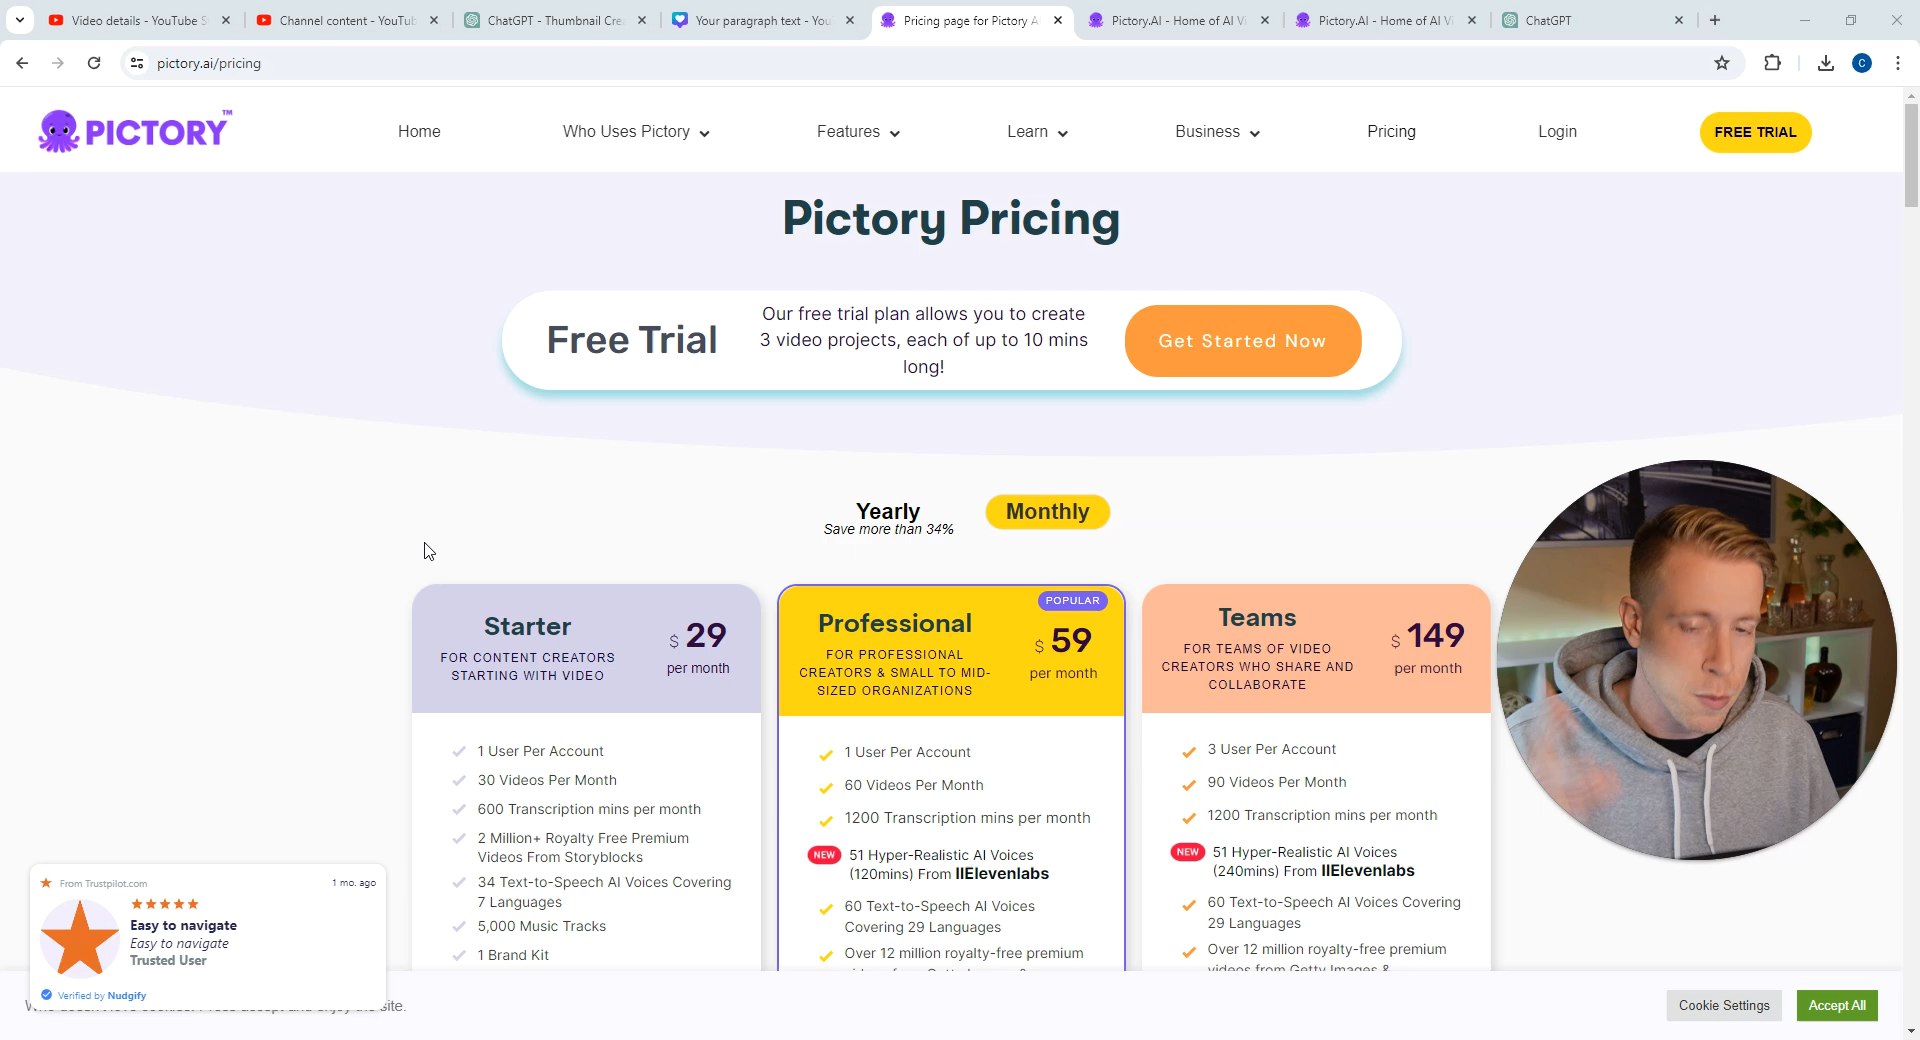 Video details - YouTube S
Channel content - YouTub
ChatGPT - Thumbnail Cre
Your paragraph text - You
Pricing page for Pictory A
Pictory.AI - Home of AI Vi
Pictory.AI - Home of AI Vi
ChatGPT
pictory.ai/pricing
C
PICTORY™
Home
Who Uses Pictory
Features
Learn
Business
Pricing
Login
FREE TRIAL
Pictory Pricing
Free Trial
Our free trial plan allows you to create
3 video projects, each of up to 10 mins
long!
Get Started Now
Yearly
Save more than 34%
Monthly
Starter
FOR CONTENT CREATORS
STARTING WITH VIDEO
$ 29
per month
1 User Per Account
30 Videos Per Month
600 Transcription mins per month
2 Million+ Royalty Free Premium
Videos From Storyblocks
34 Text-to-Speech AI Voices Covering
7 Languages
5,000 Music Tracks
1 Brand Kit
POPULAR
Professional
FOR PROFESSIONAL
CREATORS & SMALL TO MID-
SIZED ORGANIZATIONS
$ 59
per month
1 User Per Account
60 Videos Per Month
1200 Transcription mins per month
NEW
51 Hyper-Realistic AI Voices
(120mins) From IIElevenlabs
60 Text-to-Speech AI Voices
Covering 29 Languages
Over 12 million royalty-free premium
Teams
FOR TEAMS OF VIDEO
CREATORS WHO SHARE AND
COLLABORATE
$ 149
per month
3 User Per Account
90 Videos Per Month
1200 Transcription mins per month
NEW
51 Hyper-Realistic AI Voices
(240mins) From IIElevenlabs
60 Text-to-Speech AI Voices Covering
29 Languages
Over 12 million royalty-free premium
videos from Getty Images &
From Trustpilot.com
1 mo. ago
Easy to navigate
Easy to navigate
Trusted User
Verified by Nudgify
site.
Cookie Settings
Accept All